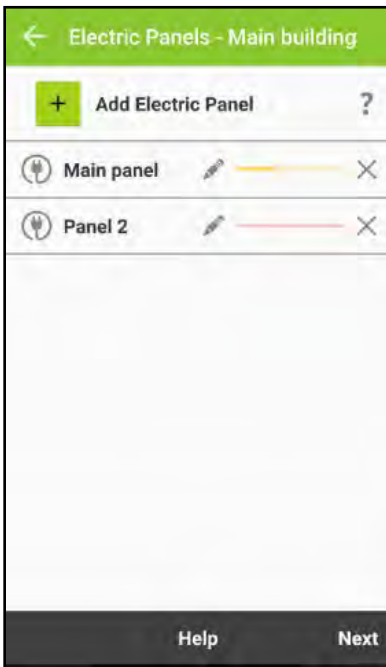 Electric Panels - Main building
+ Add Electric Panel ?
Main panel
Panel 2
Help Next